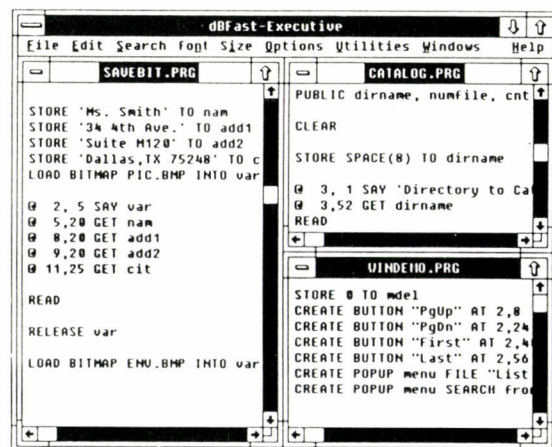 dBFast-Executive
File Edit Search Font Size Options Utilities Windows Help
SAVEBIT.PRG
STORE 'Ms. Smith' TO nam
STORE '34 4th Ave.' TO add1
STORE 'Suite M120' TO add2
STORE 'Dallas,TX 75248' TO c
LOAD BITMAP PIC.BMP INTO var
@ 2, 5 SAY var
@ 5,20 GET nam
@ 8,20 GET add1
@ 9,20 GET add2
@ 11,25 GET cit
READ
RELEASE var
LOAD BITMAP ENV.BMP INTO var
CATALOG.PRG
PUBLIC dirname, numfile, cnt
CLEAR
STORE SPACE(8) TO dirname
@ 3, 1 SAY 'Directory to Ca
@ 3,52 GET dirname
READ
WINDEMO.PRG
STORE 0 TO mdel
CREATE BUTTON "PgUp" AT 2,8
CREATE BUTTON "PgDn" AT 2,24
CREATE BUTTON "First" AT 2,4
CREATE BUTTON "Last" AT 2,56
CREATE POPUP menu FILE "List
CREATE POPUP menu SEARCH fro